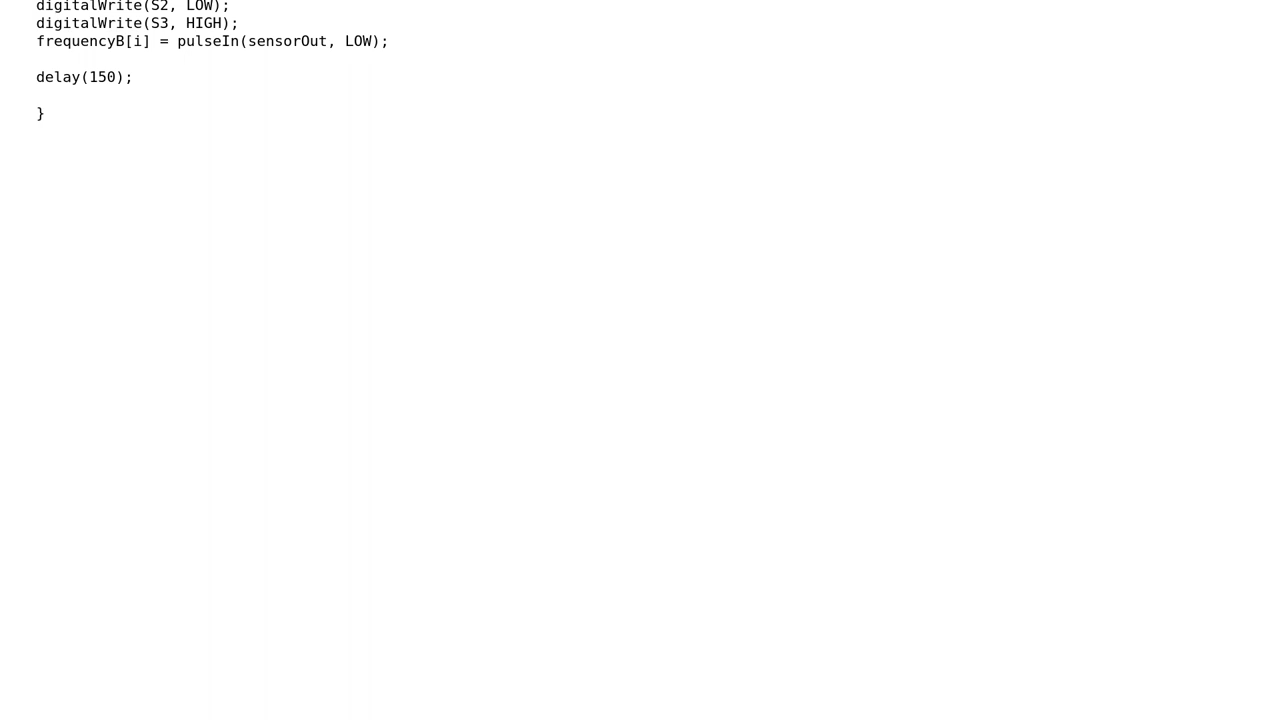 digitalWrite(S2, LOW);
digitalWrite(S3, HIGH);
frequencyB[i] = pulseIn(sensorOut, LOW);
delay(150);
}